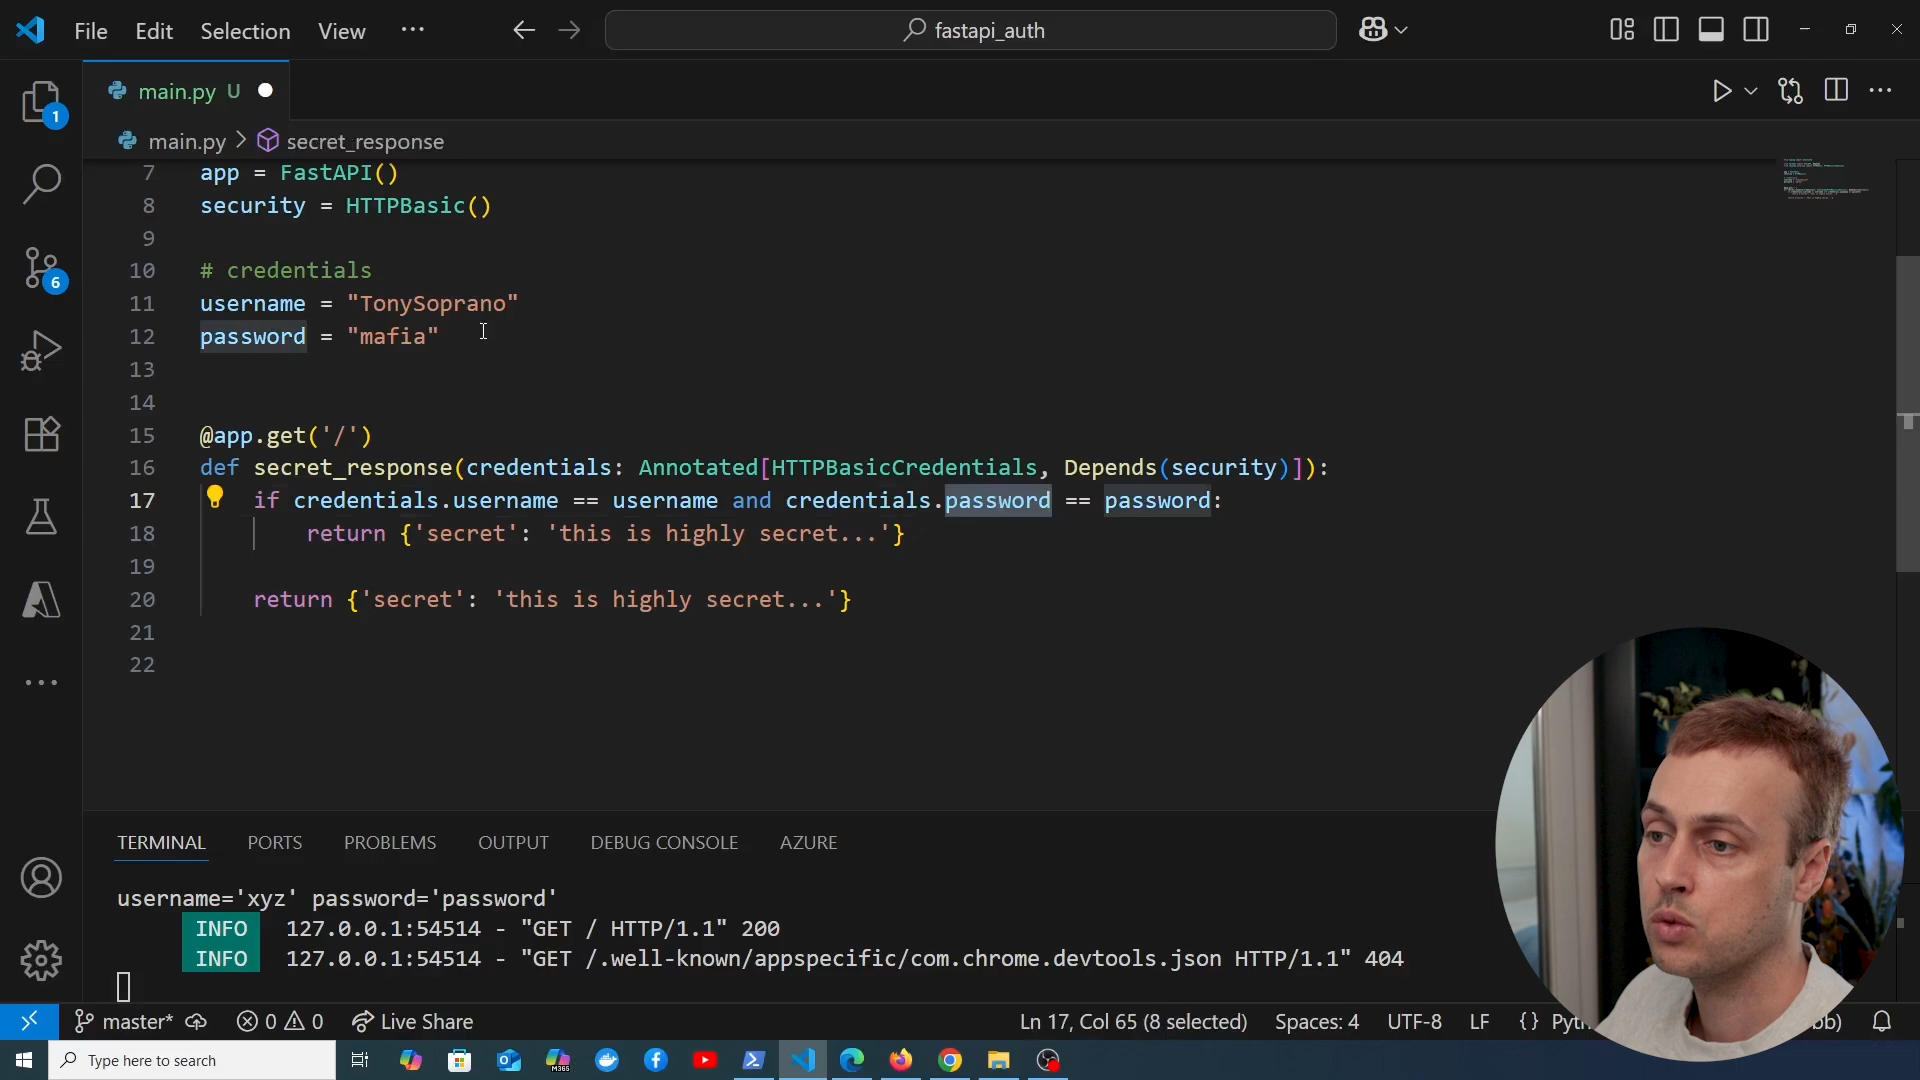 File Edit Selection View ... fastapi_auth
main.py U
main.py > secret_response
7 app = FastAPI()
8 security = HTTPBasic()
9
10 # credentials
11 username = "TonySoprano"
12 password = "mafia"
13
14
15 @app.get('/')
16 def secret_response(credentials: Annotated[HTTPBasicCredentials, Depends(security)]):
17 if credentials.username == username and credentials.password == password:
18 return {'secret': 'this is highly secret...'}
19
20 return {'secret': 'this is highly secret...'}
21
22
1
6
TERMINAL PORTS PROBLEMS OUTPUT DEBUG CONSOLE AZURE
username='xyz' password='password'
INFO 127.0.0.1:54514 - "GET / HTTP/1.1" 200
INFO 127.0.0.1:54514 - "GET /.well-known/appspecific/com.chrome.devtools.json HTTP/1.1" 404
master* 0 0 Live Share Ln 17, Col 65 (8 selected) Spaces: 4 UTF-8 LF {}
Type here to search M365